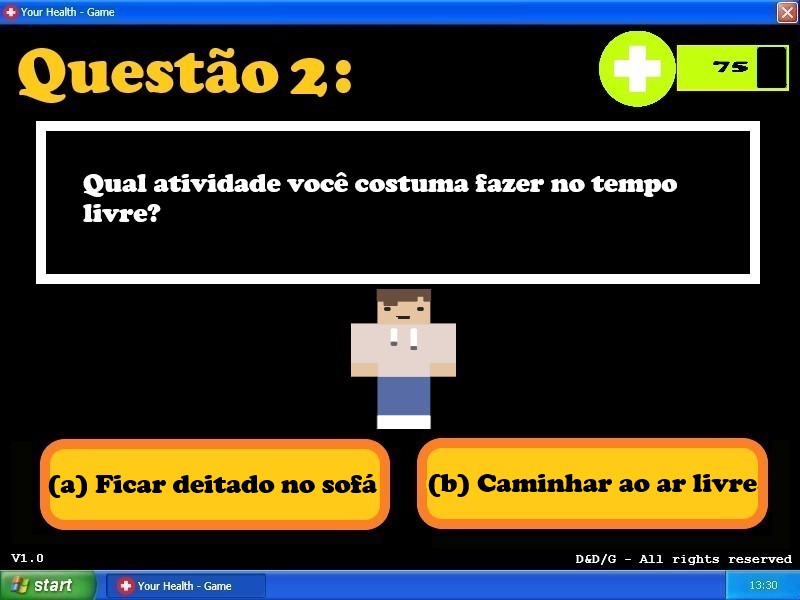 Your Health - Game
Questão 2:
75
Qual atividade você costuma fazer no tempo
livre?
(a) Ficar deitado no sofá
(b) Caminhar ao ar livre
V1.0
D&D/G - All rights reserved
start
Your Health - Game
13:30